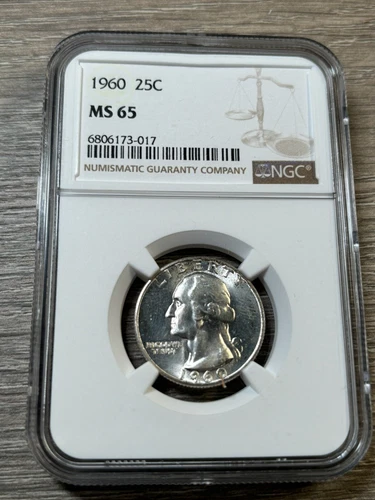 1960 25C
MS 65
6806173-017
NUMISMATIC GUARANTY COMPANY
NGC®
LIBERTY
IN GOD WE
TRUST
1960